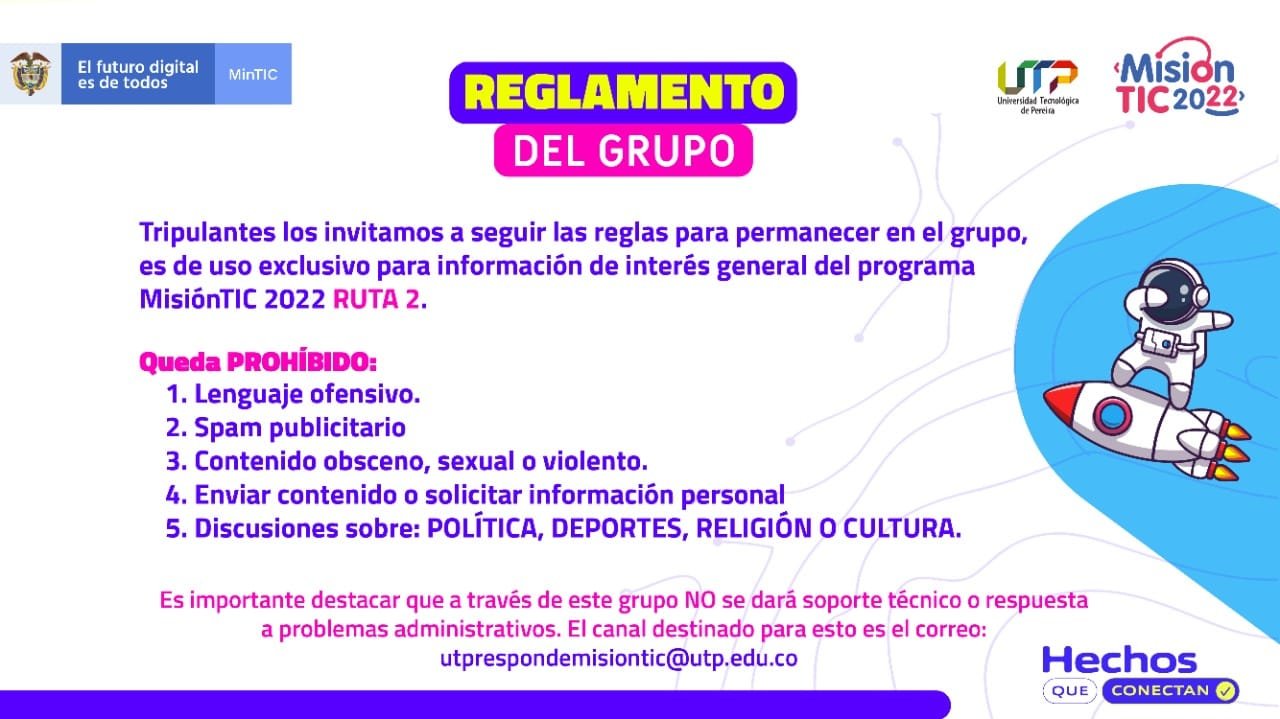 El futuro digital
es de todos
MinTIC
REGLAMENTO
DEL GRUPO
UTP
Universidad Tecnológica
de Pereira
‹Misión
TIC 2022›
Tripulantes los invitamos a seguir las reglas para permanecer en el grupo,
es de uso exclusivo para información de interés general del programa
MisiónTIC 2022 RUTA 2.
Queda PROHÍBIDO:
1. Lenguaje ofensivo.
2. Spam publicitario
3. Contenido obsceno, sexual o violento.
4. Enviar contenido o solicitar información personal
5. Discusiones sobre: POLÍTICA, DEPORTES, RELIGIÓN O CULTURA.
Es importante destacar que a través de este grupo NO se dará soporte técnico o respuesta
a problemas administrativos. El canal destinado para esto es el correo:
utprespondemisiontic@utp.edu.co
Hechos
QUE CONECTAN